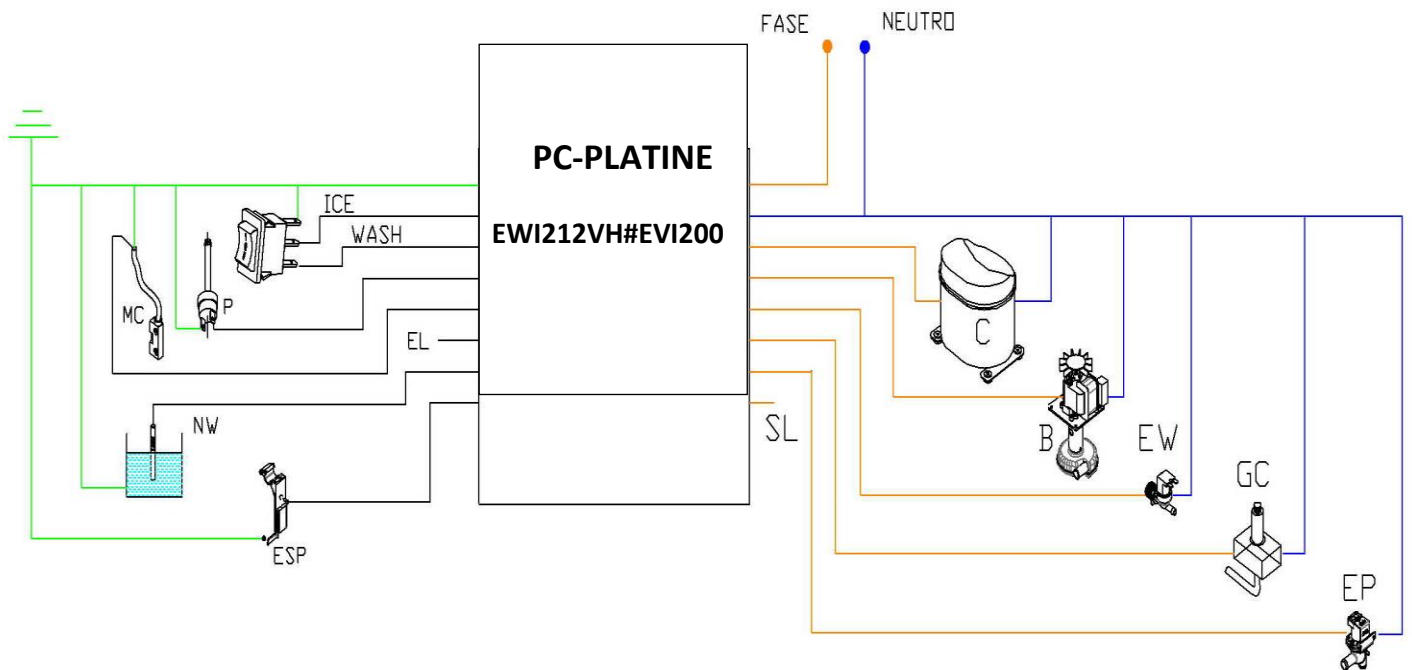 FASE
NEUTRO
PC-PLATINE
EWI212VH#EVI200
ICE
WASH
MC
P
EL
NW
ESP
C
B
SL
EW
GC
EP